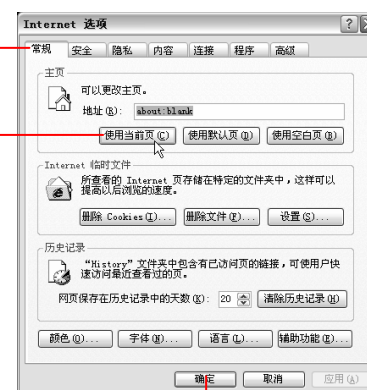 Internet 选项
常规 安全 隐私 内容 连接 程序 高级
主页
可以更改主页。
地址(R): about:blank
使用当前页(C) 使用默认页(D) 使用空白页(B)
Internet 临时文件
所查看的 Internet 页存储在特定的文件夹中，这样可以
提高以后浏览的速度。
删除 Cookies(I)... 删除文件(F)... 设置(S)...
历史记录
“History”文件夹中包含有已访问页的链接，可使用户快
速访问最近查看过的页。
网页保存在历史记录中的天数(K): 20 清除历史记录(H)
颜色(O)... 字体(N)... 语言(L)... 辅助功能(E)...
确定 取消 应用(A)